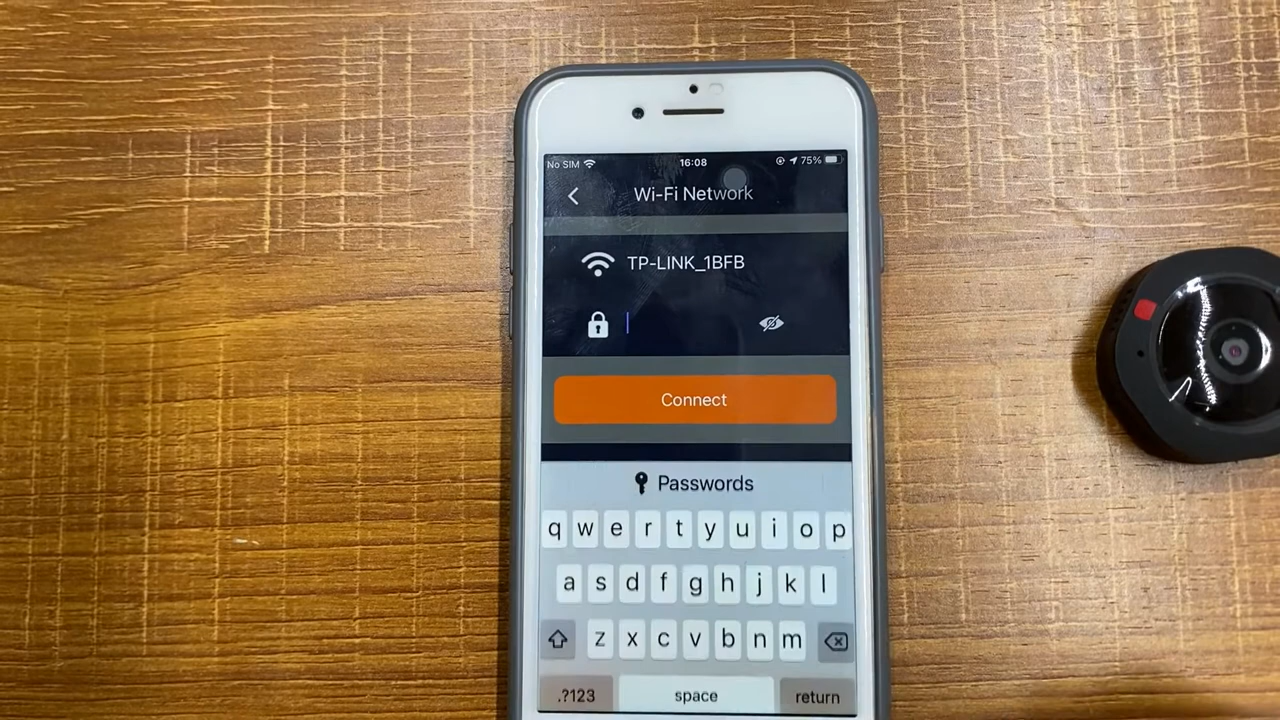 No SIM 16:08 75%
Wi-Fi Network
TP-LINK_1BFB
Connect
Passwords
q w e r t y u i o p
a s d f g h j k l
z x c v b n m
.?123 space return